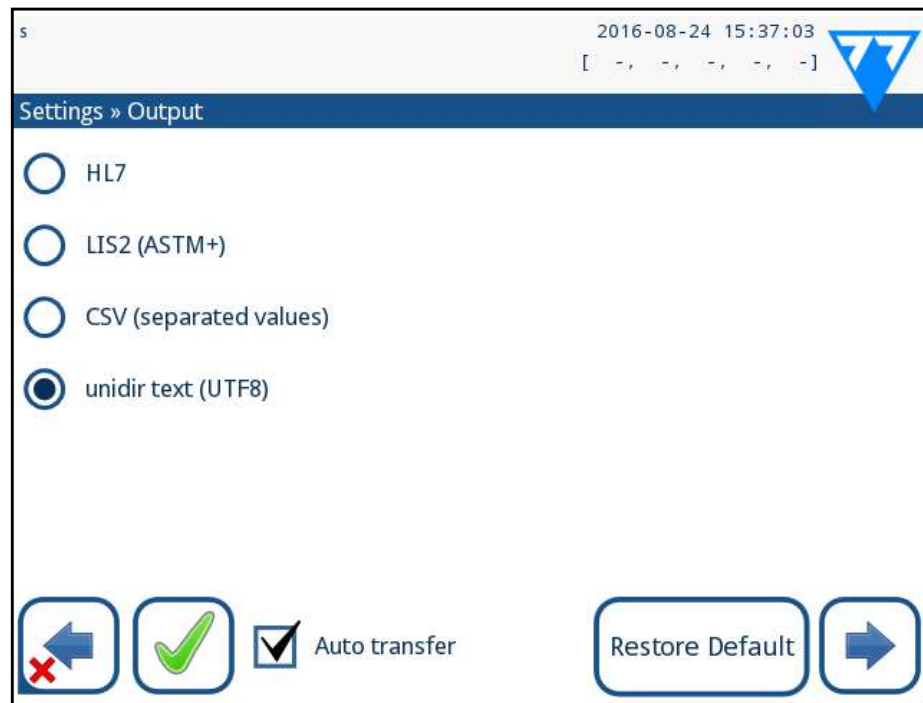 s
2016-08-24 15:37:03
[ -, -, -, -, -]
Settings » Output
HL7
LIS2 (ASTM+)
CSV (separated values)
unidir text (UTF8)
Auto transfer
Restore Default